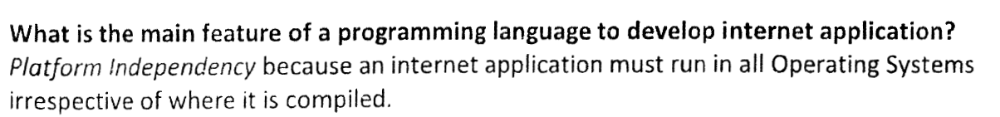 What is the main feature of a programming language to develop internet application?
Platform Independency because an internet application must run in all Operating Systems
irrespective of where it is compiled.